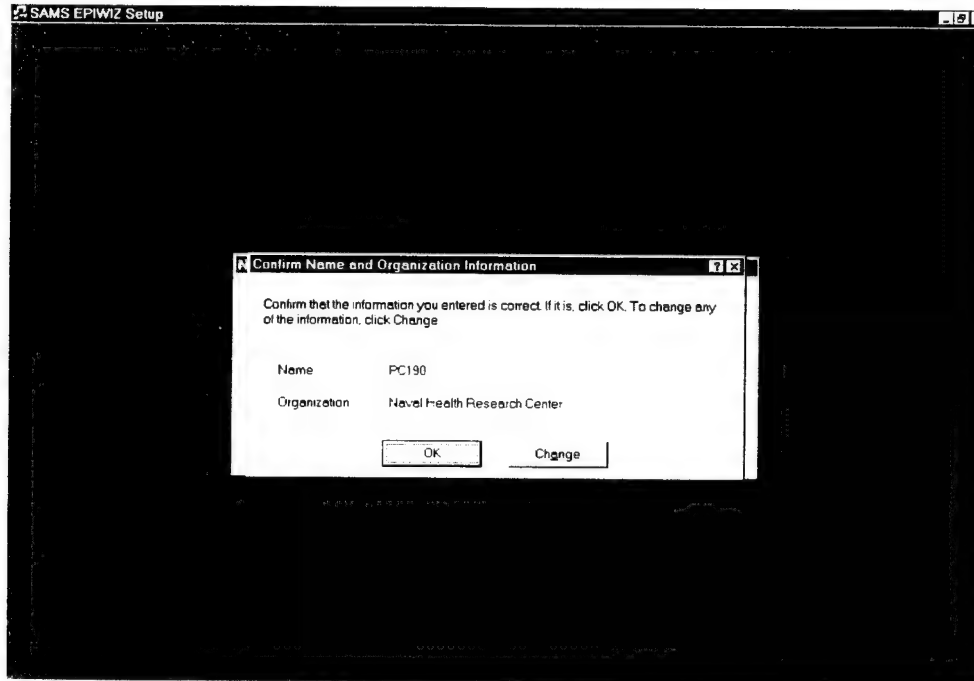 SAMS EPIWIZ Setup
Confirm Name and Organization Information
Confirm that the information you entered is correct. If it is, click OK. To change any
of the information, click Change
Name PC190
Organization Naval Health Research Center
OK Change